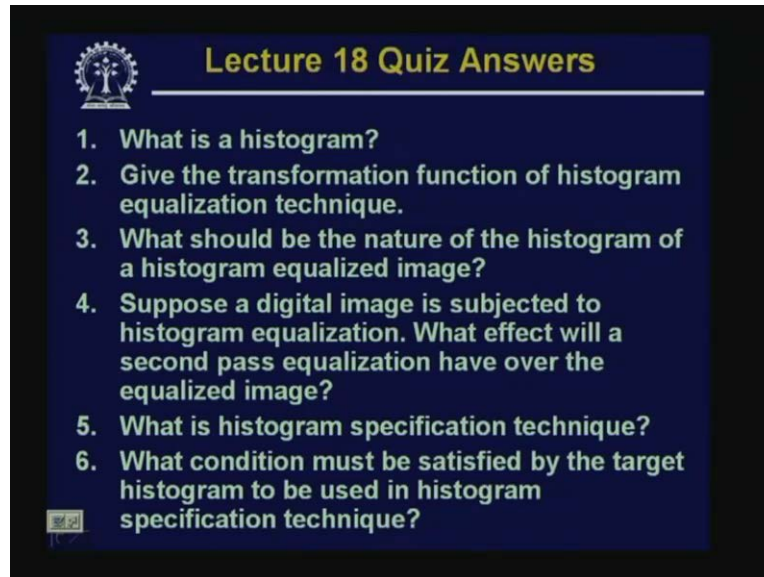 Lecture 18 Quiz Answers
1. What is a histogram?
2. Give the transformation function of histogram
equalization technique.
3. What should be the nature of the histogram of
a histogram equalized image?
4. Suppose a digital image is subjected to
histogram equalization. What effect will a
second pass equalization have over the
equalized image?
5. What is histogram specification technique?
6. What condition must be satisfied by the target
histogram to be used in histogram
specification technique?